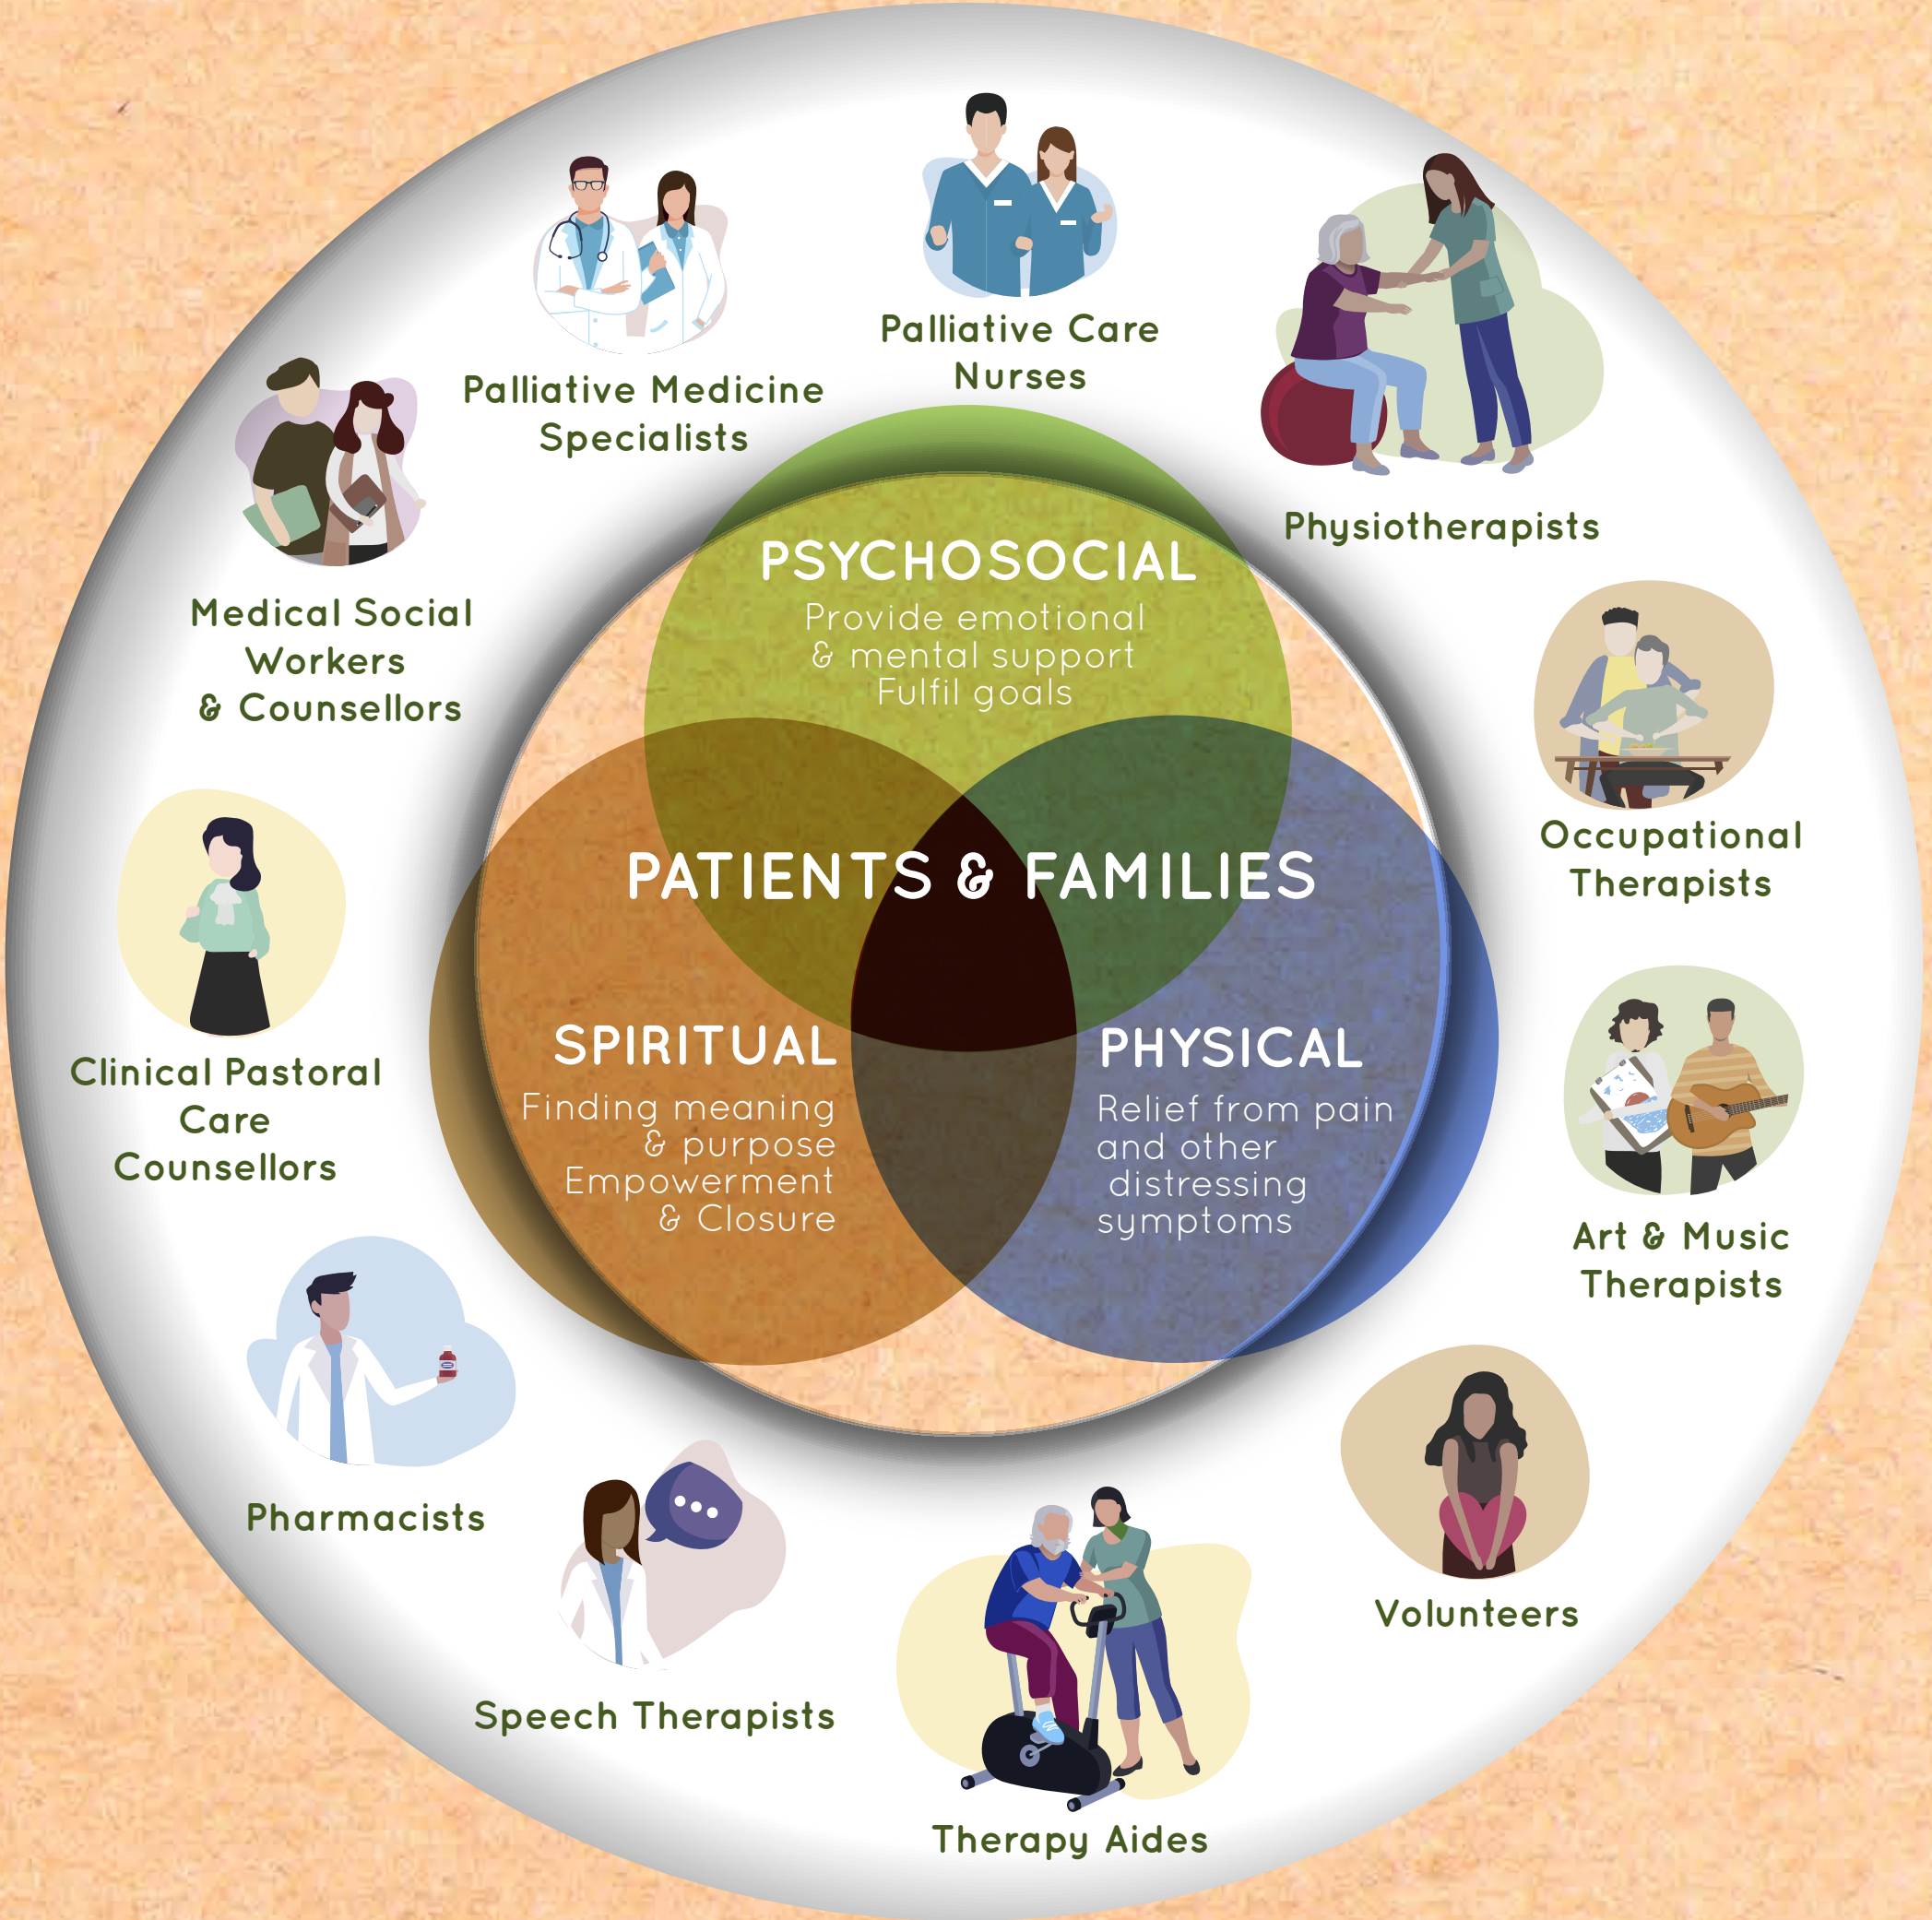 Palliative Care
Nurses
Palliative Medicine
Specialists
Physiotherapists
Medical Social
Workers
& Counsellors
Occupational
Therapists
Clinical Pastoral
Care
Counsellors
Art & Music
Therapists
Pharmacists
Volunteers
Speech Therapists
Therapy Aides
PSYCHOSOCIAL
Provide emotional
& mental support
Fulfil goals
PATIENTS & FAMILIES
SPIRITUAL
Finding meaning
& purpose
Empowerment
& Closure
PHYSICAL
Relief from pain
and other
distressing
symptoms